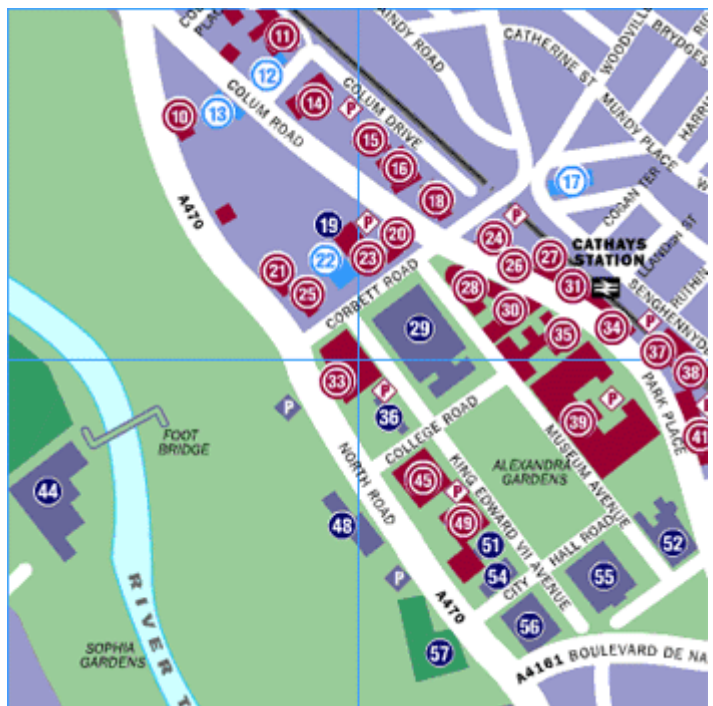 COLUM ROAD
COLUM DRIVE
CATHERINE ST
MUNDY PLACE
COGAN TER
LLANDON ST
CATHAYS
STATION
A470
CORBETT ROAD
PARK PLACE
COLLEGE ROAD
KING EDWARD VII AVENUE
MUSEUM AVENUE
ALEXANDRA
GARDENS
NORTH ROAD
CITY HALL ROAD
A470
FOOT
BRIDGE
SOPHIA
GARDENS
RIVER T
A4161 BOULEVARD DE NA
10
11
12
13
14
15
16
17
18
19
20
21
22
23
24
25
26
27
28
29
30
31
33
34
35
36
37
38
39
41
44
45
48
49
51
52
54
55
56
57
P
P
P
P
P
P
P
P
P